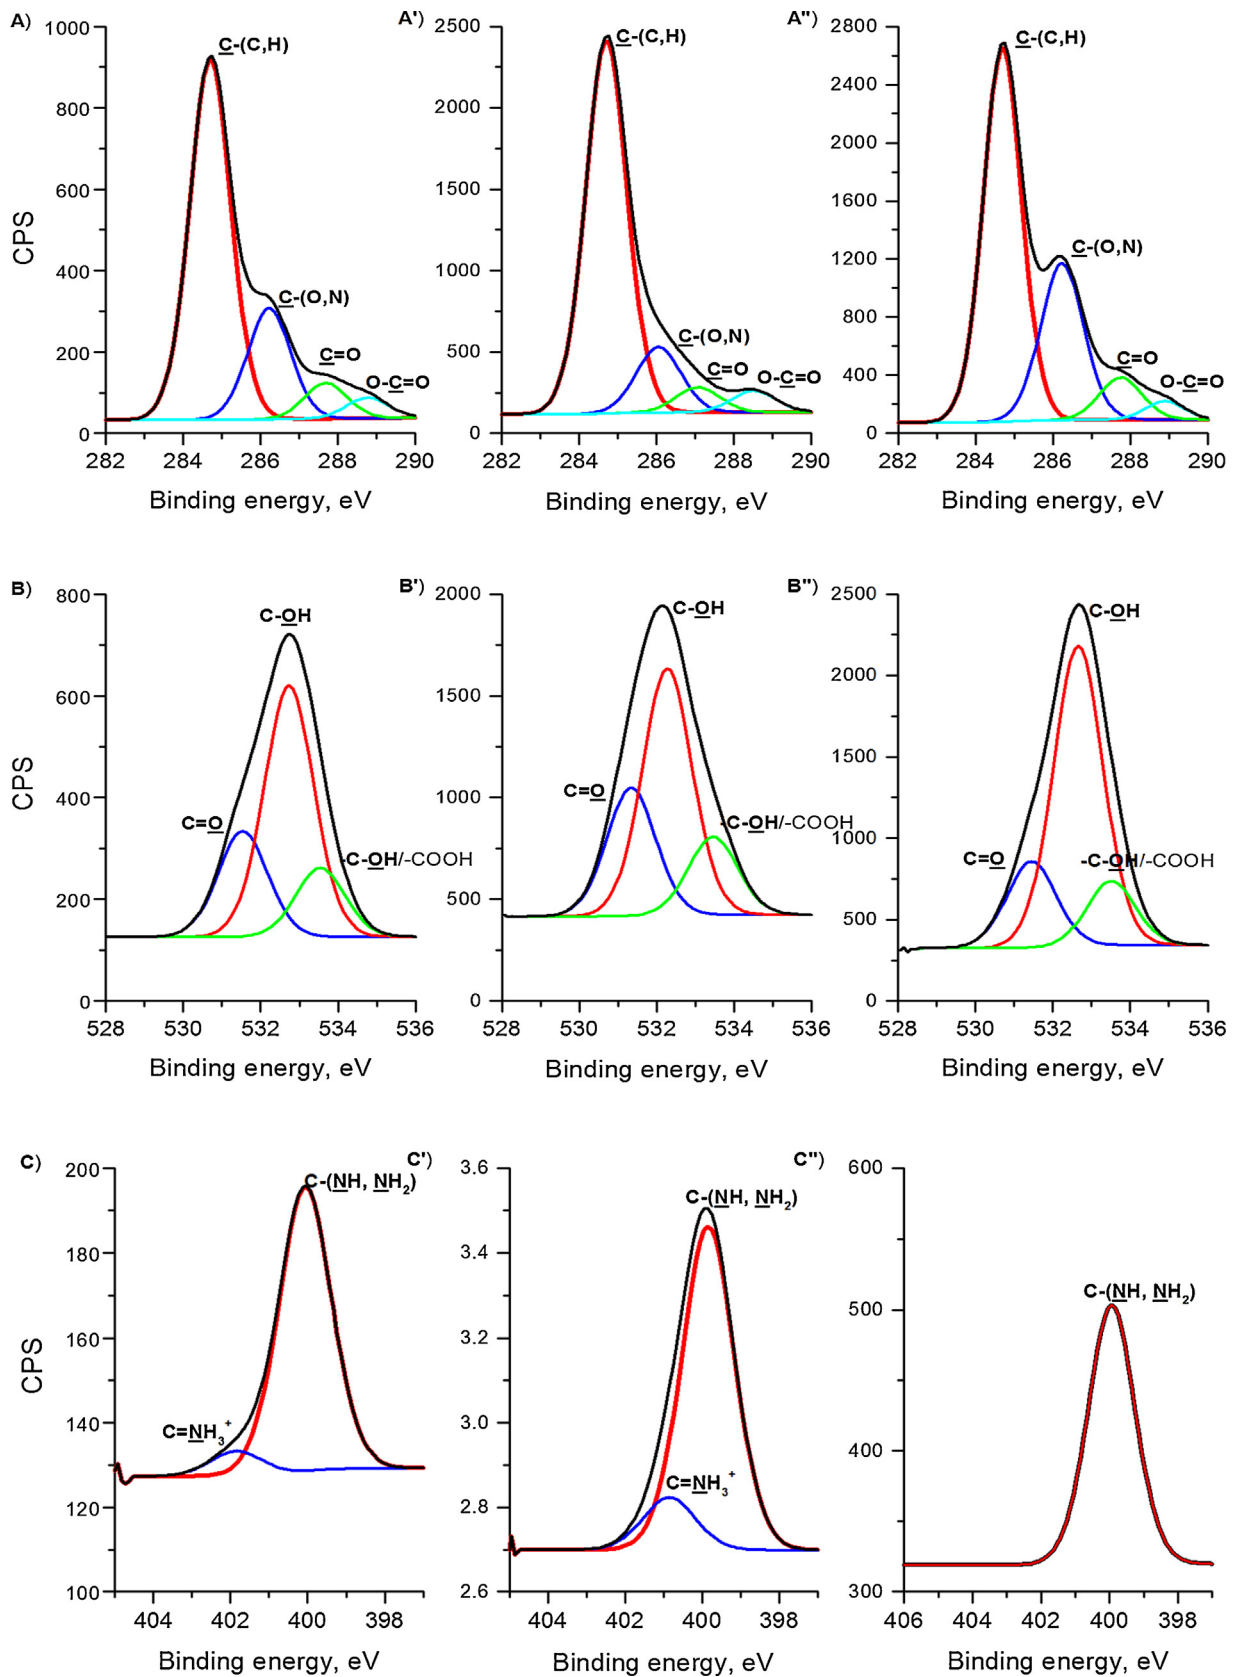 A)
1000
800
600
400
200
0
CPS
C-(C,H)
C-(O,N)
C=O
O-C=O
282 284 286 288 290
Binding energy, eV
A')
2500
2000
1500
1000
500
0
C-(C,H)
C-(O,N)
C=O
O-C=O
282 284 286 288 290
Binding energy, eV
A")
2800
2400
2000
1600
1200
800
400
0
C-(C,H)
C-(O,N)
C=O
O-C=O
282 284 286 288 290
Binding energy, eV
B)
800
600
400
200
0
CPS
C-OH
C=O
-C-OH/-COOH
528 530 532 534 536
Binding energy, eV
B')
2000
1500
1000
500
0
C-OH
C=O
-C-OH/-COOH
528 530 532 534 536
Binding energy, eV
B")
2500
2000
1500
1000
500
0
C-OH
C=O
-C-OH/-COOH
528 530 532 534 536
Binding energy, eV
C)
200
180
160
140
120
100
CPS
C-(NH, NH2)
C=NH3+
404 402 400 398
Binding energy, eV
C')
3.6
3.4
3.2
3.0
2.8
2.6
C-(NH, NH2)
C=NH3+
404 402 400 398
Binding energy, eV
C")
600
500
400
300
C-(NH, NH2)
406 404 402 400 398
Binding energy, eV